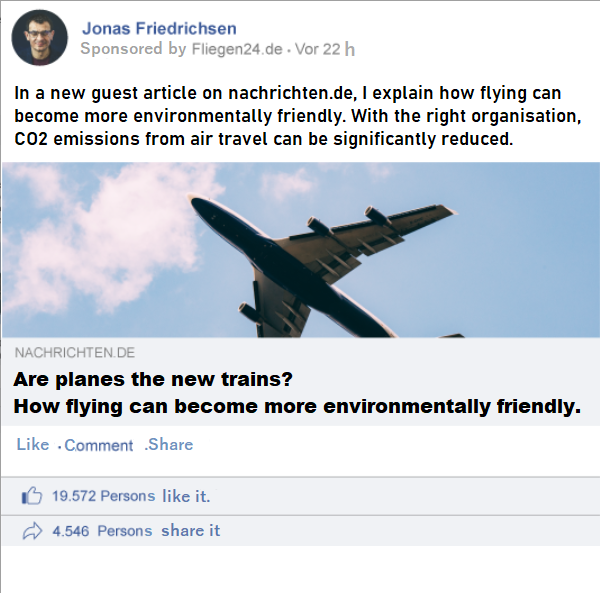 Jonas Friedrichsen
Sponsored by Fliegen24.de · Vor 22 h
In a new guest article on nachrichten.de, I explain how flying can
become more environmentally friendly. With the right organisation,
CO2 emissions from air travel can be significantly reduced.
NACHRICHTEN.DE
Are planes the new trains?
How flying can become more environmentally friendly.
Like · Comment .Share
19.572 Persons like it.
4.546 Persons share it